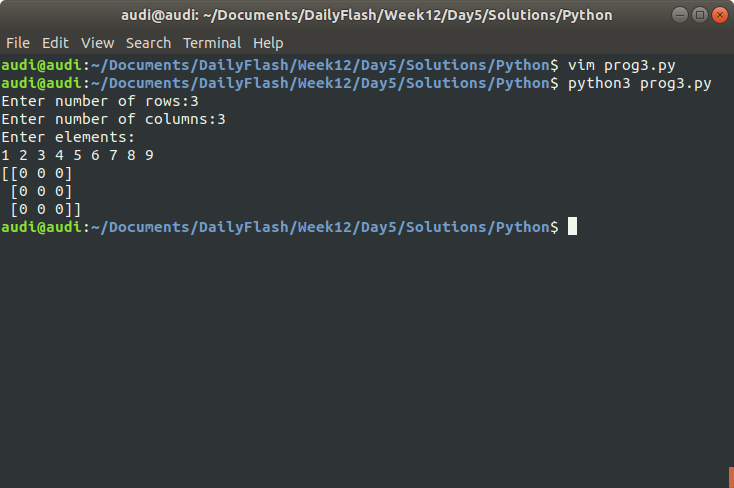 audi@audi: ~/Documents/DailyFlash/Week12/Day5/Solutions/Python
File Edit View Search Terminal Help
audi@audi:~/Documents/DailyFlash/Week12/Day5/Solutions/Python$ vim prog3.py
audi@audi:~/Documents/DailyFlash/Week12/Day5/Solutions/Python$ python3 prog3.py
Enter number of rows:3
Enter number of columns:3
Enter elements:
1 2 3 4 5 6 7 8 9
[[0 0 0]
 [0 0 0]
 [0 0 0]]
audi@audi:~/Documents/DailyFlash/Week12/Day5/Solutions/Python$